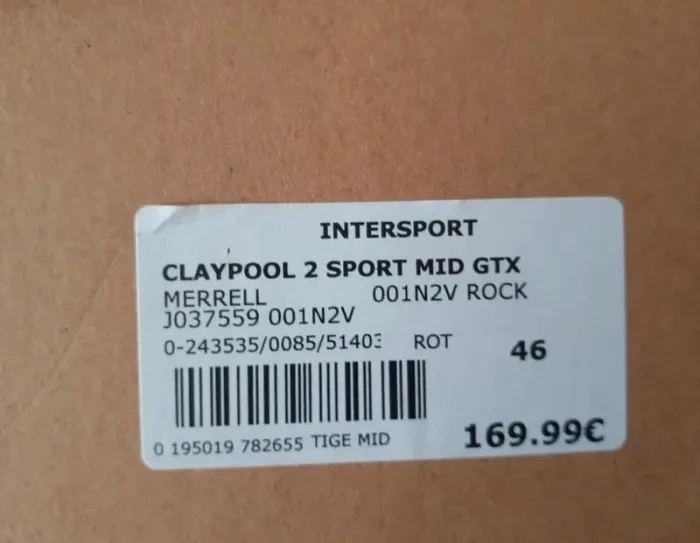 INTERSPORT
CLAYPOOL 2 SPORT MID GTX
MERRELL 001N2V ROCK
J037559 001N2V
0-243535/0085/51403 ROT 46
0 195019 782655 TIGE MID 169.99€